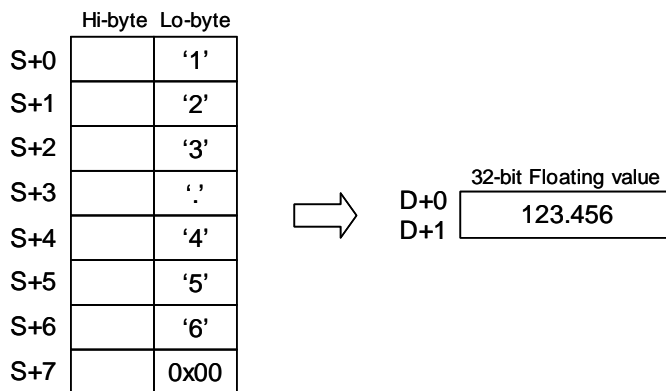 Hi-byte Lo-byte
S+0 ‘1’
S+1 ‘2’
S+2 ‘3’
S+3 ‘.’
S+4 ‘4’
S+5 ‘5’
S+6 ‘6’
S+7 0x00
32-bit Floating value
D+0
D+1
123.456